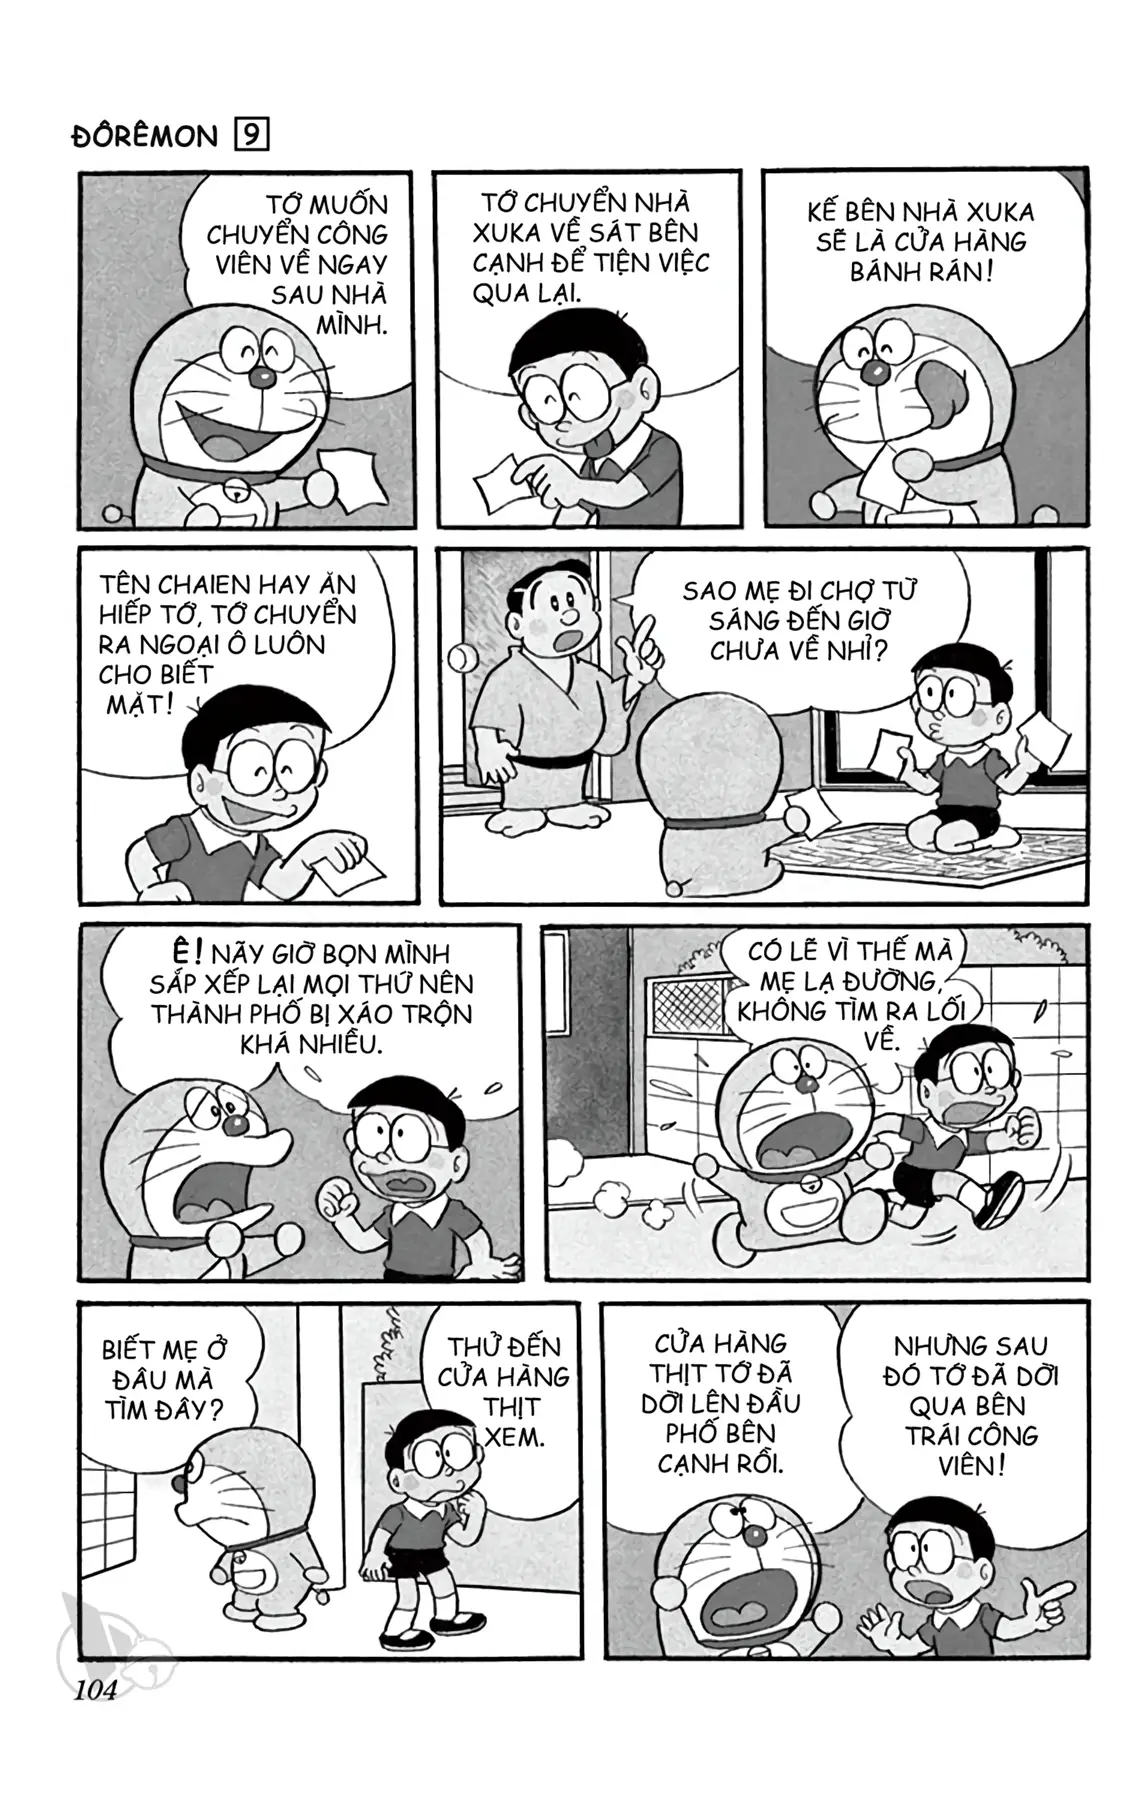 ĐÔRÊMON 9
TỚ MUỐN
CHUYỂN CÔNG
VIÊN VỀ NGAY
SAU NHÀ
MÌNH.
TỚ CHUYỂN NHÀ
XUKA VỀ SÁT BÊN
CẠNH ĐỂ TIỆN VIỆC
QUA LẠI.
KẾ BÊN NHÀ XUKA
SẼ LÀ CỬA HÀNG
BÁNH RÁN!
TÊN CHAIEN HAY ĂN
HIẾP TỚ, TỚ CHUYỂN
RA NGOẠI Ô LUÔN
CHO BIẾT
MẶT!
SAO MẸ ĐI CHỢ TỪ
SÁNG ĐẾN GIỜ
CHƯA VỀ NHỈ?
Ê! NÃY GIỜ BỌN MÌNH
SẮP XẾP LẠI MỌI THỨ NÊN
THÀNH PHỐ BỊ XÁO TRỘN
KHÁ NHIỀU.
CÓ LẼ VÌ THẾ MÀ
MẸ LẠ ĐƯỜNG,
KHÔNG TÌM RA LỐI
VỀ.
BIẾT MẸ Ở
ĐÂU MÀ
TÌM ĐÂY?
THỬ ĐẾN
CỬA HÀNG
THỊT
XEM.
CỬA HÀNG
THỊT TỚ ĐÃ
DỜI LÊN ĐẦU
PHỐ BÊN
CẠNH RỒI.
NHƯNG SAU
ĐÓ TỚ ĐÃ DỜI
QUA BÊN
TRÁI CÔNG
VIÊN!
104